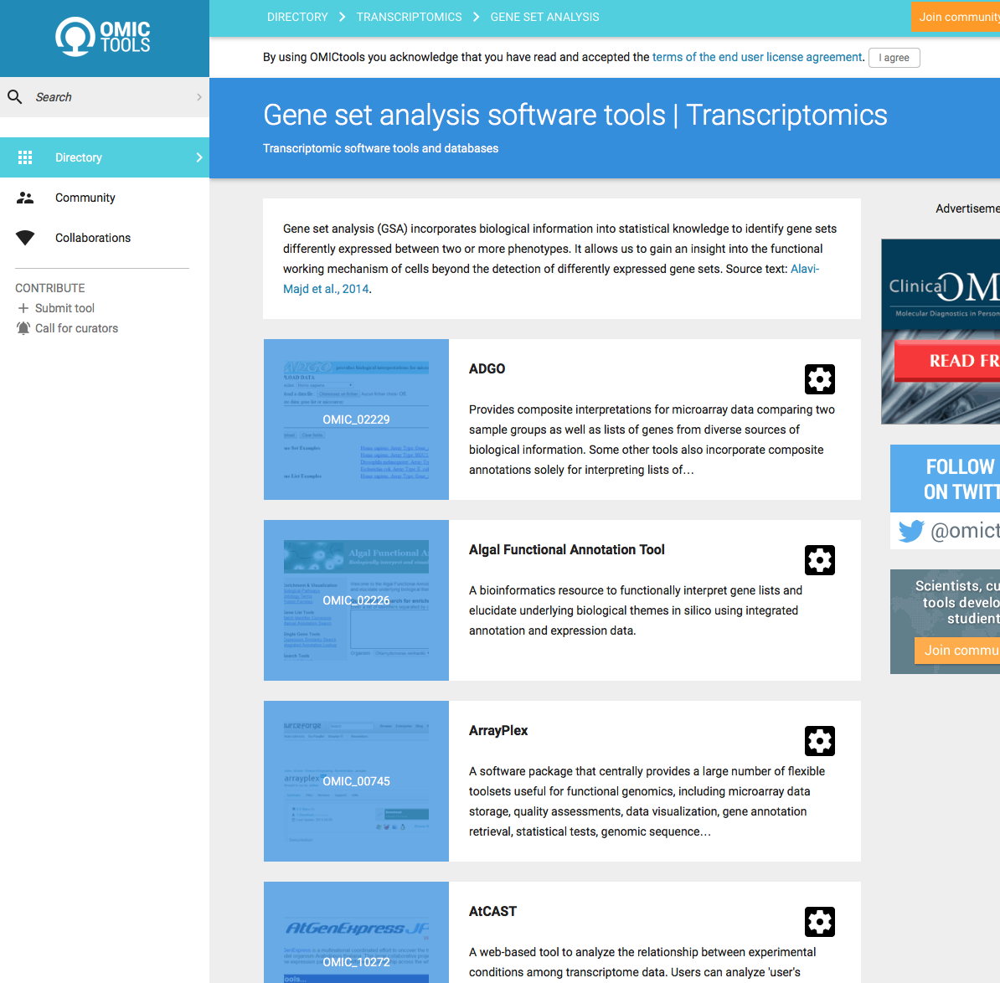 OMIC
TOOLS
DIRECTORY
TRANSCRIPTOMICS
GENE SET ANALYSIS
Join community
By using OMICtools you acknowledge that you have read and accepted the terms of the end user license agreement.
I agree
Search
Gene set analysis software tools | Transcriptomics
Transcriptomic software tools and databases
Directory
Community
Collaborations
CONTRIBUTE
Submit tool
Call for curators
Gene set analysis (GSA) incorporates biological information into statistical knowledge to identify gene sets
differently expressed between two or more phenotypes. It allows us to gain an insight into the functional
working mechanism of cells beyond the detection of differently expressed gene sets. Source text: Alavi-
Majd et al., 2014.
Advertiseme
Clinical OM
Molecular Diagnostics in Person
READ FR
OMIC_02229
ADGO
Provides composite interpretations for microarray data comparing two
sample groups as well as lists of genes from diverse sources of
biological information. Some other tools also incorporate composite
annotations solely for interpreting lists of…
FOLLOW
ON TWITT
@omict
Algal Functional A
OMIC_02226
Algal Functional Annotation Tool
A bioinformatics resource to functionally interpret gene lists and
elucidate underlying biological themes in silico using integrated
annotation and expression data.
Scientists, cu
tools develo
student
Join commu
arrayplex
OMIC_00745
ArrayPlex
A software package that centrally provides a large number of flexible
toolsets useful for functional genomics, including microarray data
storage, quality assessments, data visualization, gene annotation
retrieval, statistical tests, genomic sequence…
AtGenExpress JP
OMIC_10272
ools...
AtCAST
A web-based tool to analyze the relationship between experimental
conditions among transcriptome data. Users can analyze 'user's